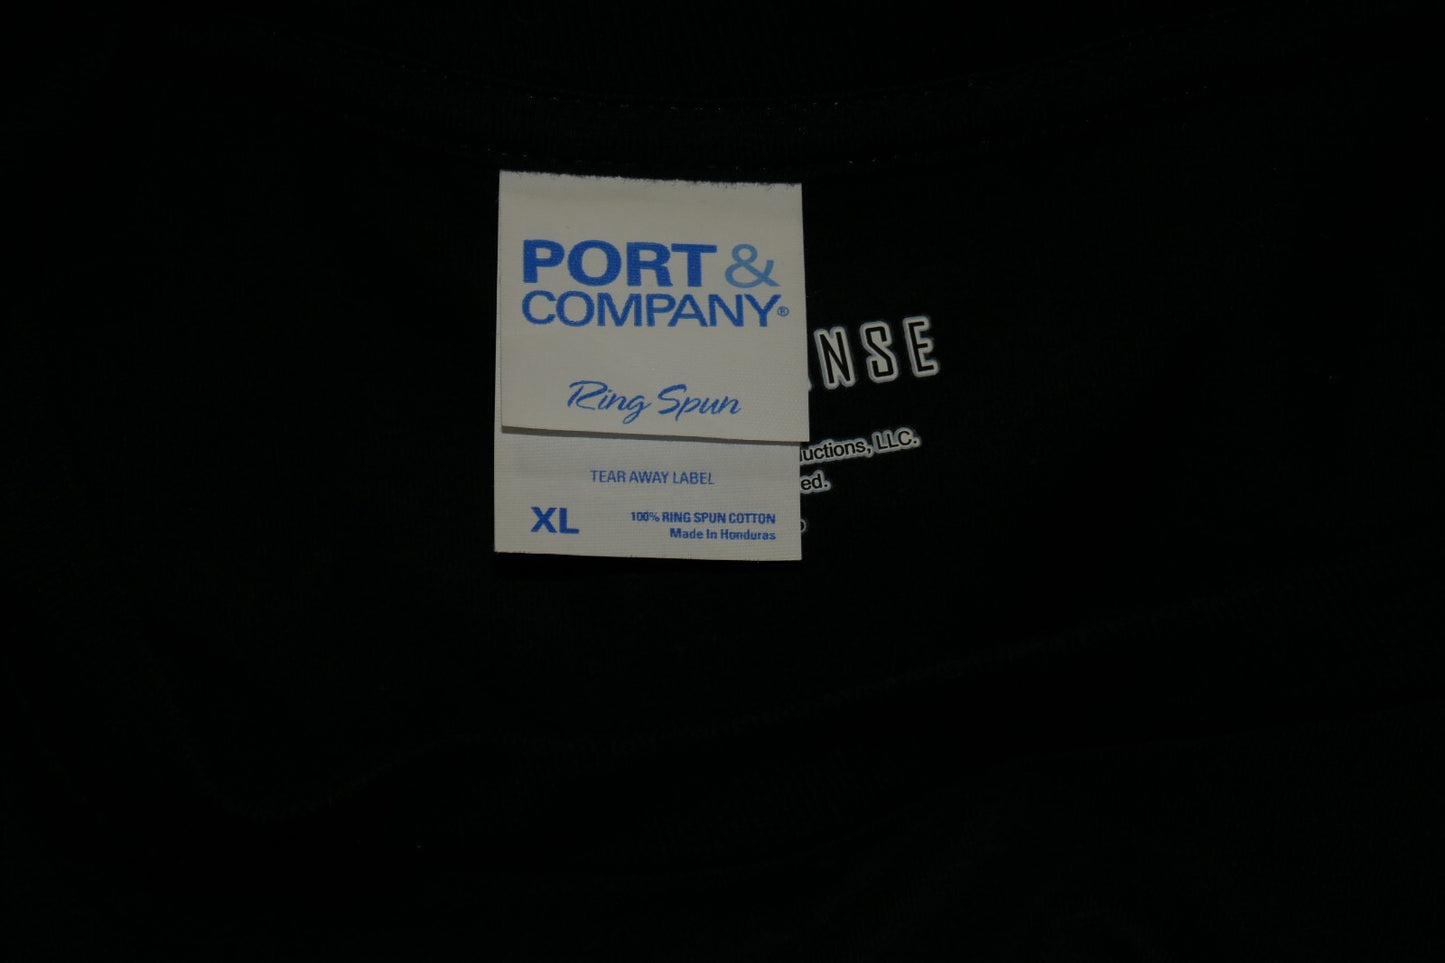 PORT &
COMPANY®
Ring Spun
TEAR AWAY LABEL
XL
100% RING SPUN COTTON
Made In Honduras
NSE
uctions, LLC.
ed.